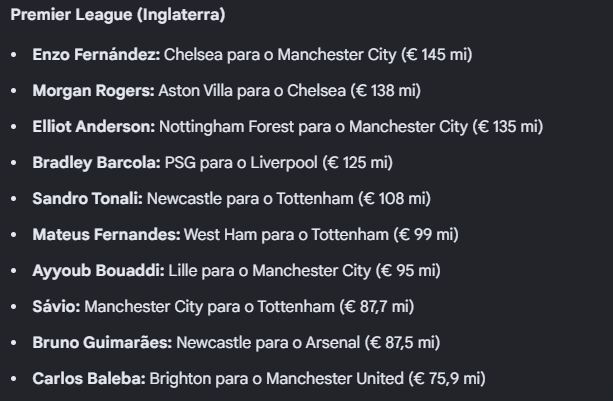 Premier League (Inglaterra)
• Enzo Fernández: Chelsea para o Manchester City (€ 145 mi)
• Morgan Rogers: Aston Villa para o Chelsea (€ 138 mi)
• Elliot Anderson: Nottingham Forest para o Manchester City (€ 135 mi)
• Bradley Barcola: PSG para o Liverpool (€ 125 mi)
• Sandro Tonali: Newcastle para o Tottenham (€ 108 mi)
• Mateus Fernandes: West Ham para o Tottenham (€ 99 mi)
• Ayyoub Bouaddi: Lille para o Manchester City (€ 95 mi)
• Sávio: Manchester City para o Tottenham (€ 87,7 mi)
• Bruno Guimarães: Newcastle para o Arsenal (€ 87,5 mi)
• Carlos Baleba: Brighton para o Manchester United (€ 75,9 mi)